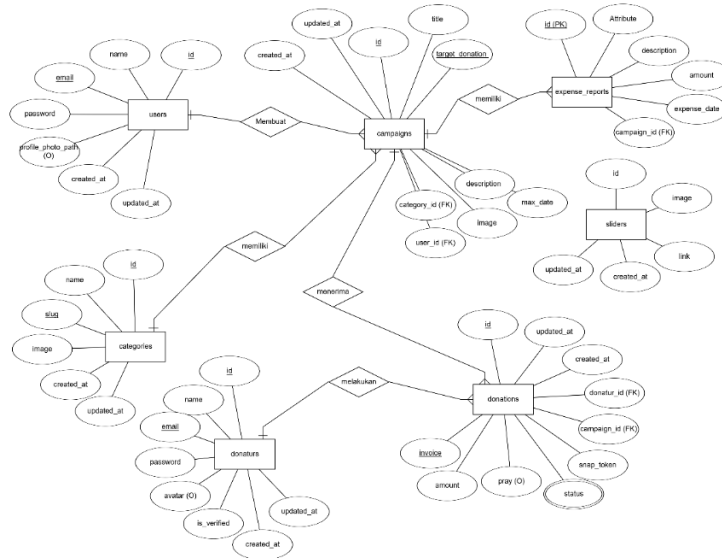 updated_at
title
name
id
created_at
id
id (PK)
Attribute
email
target_donation
description
password
users
Membuat
campaigns
memiliki
expense_reports
amount
expense_date
profile_photo_path
(O)
campaign_id (FK)
created_at
updated_at
description
category_id (FK)
max_date
image
user_id (FK)
id
image
sliders
link
updated_at
created_at
memiliki
id
name
slug
image
categories
created_at
updated_at
menerima
id
updated_at
created_at
melakukan
donations
donatur_id (FK)
campaign_id (FK)
invoice
snap_token
amount
pray (O)
status
id
name
email
password
donaturs
avatar (O)
is_verified
updated_at
created_at